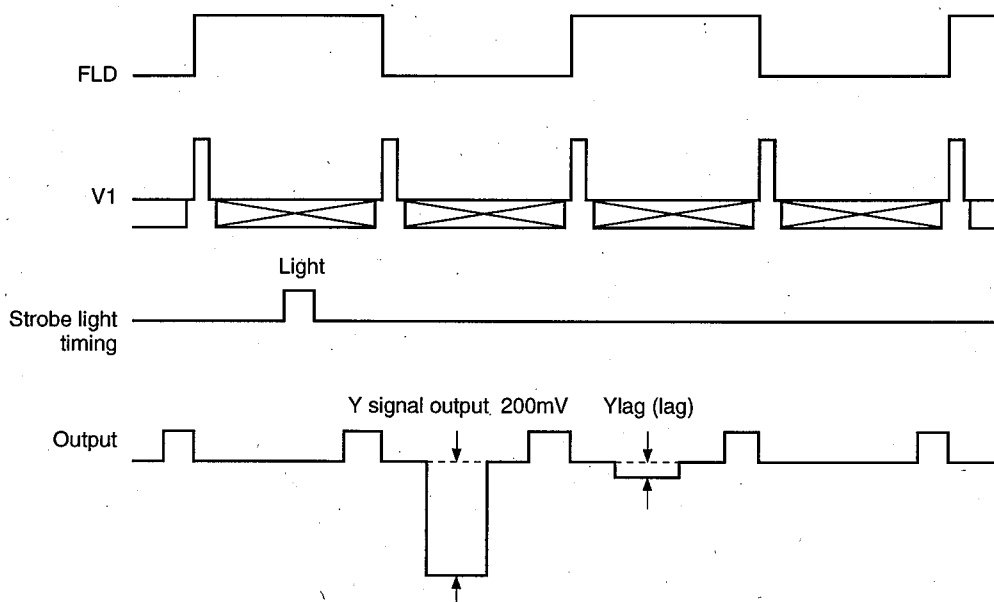 FLD
V1
Light
Strobe light
timing
Y signal output 200mV
Ylag (lag)
Output